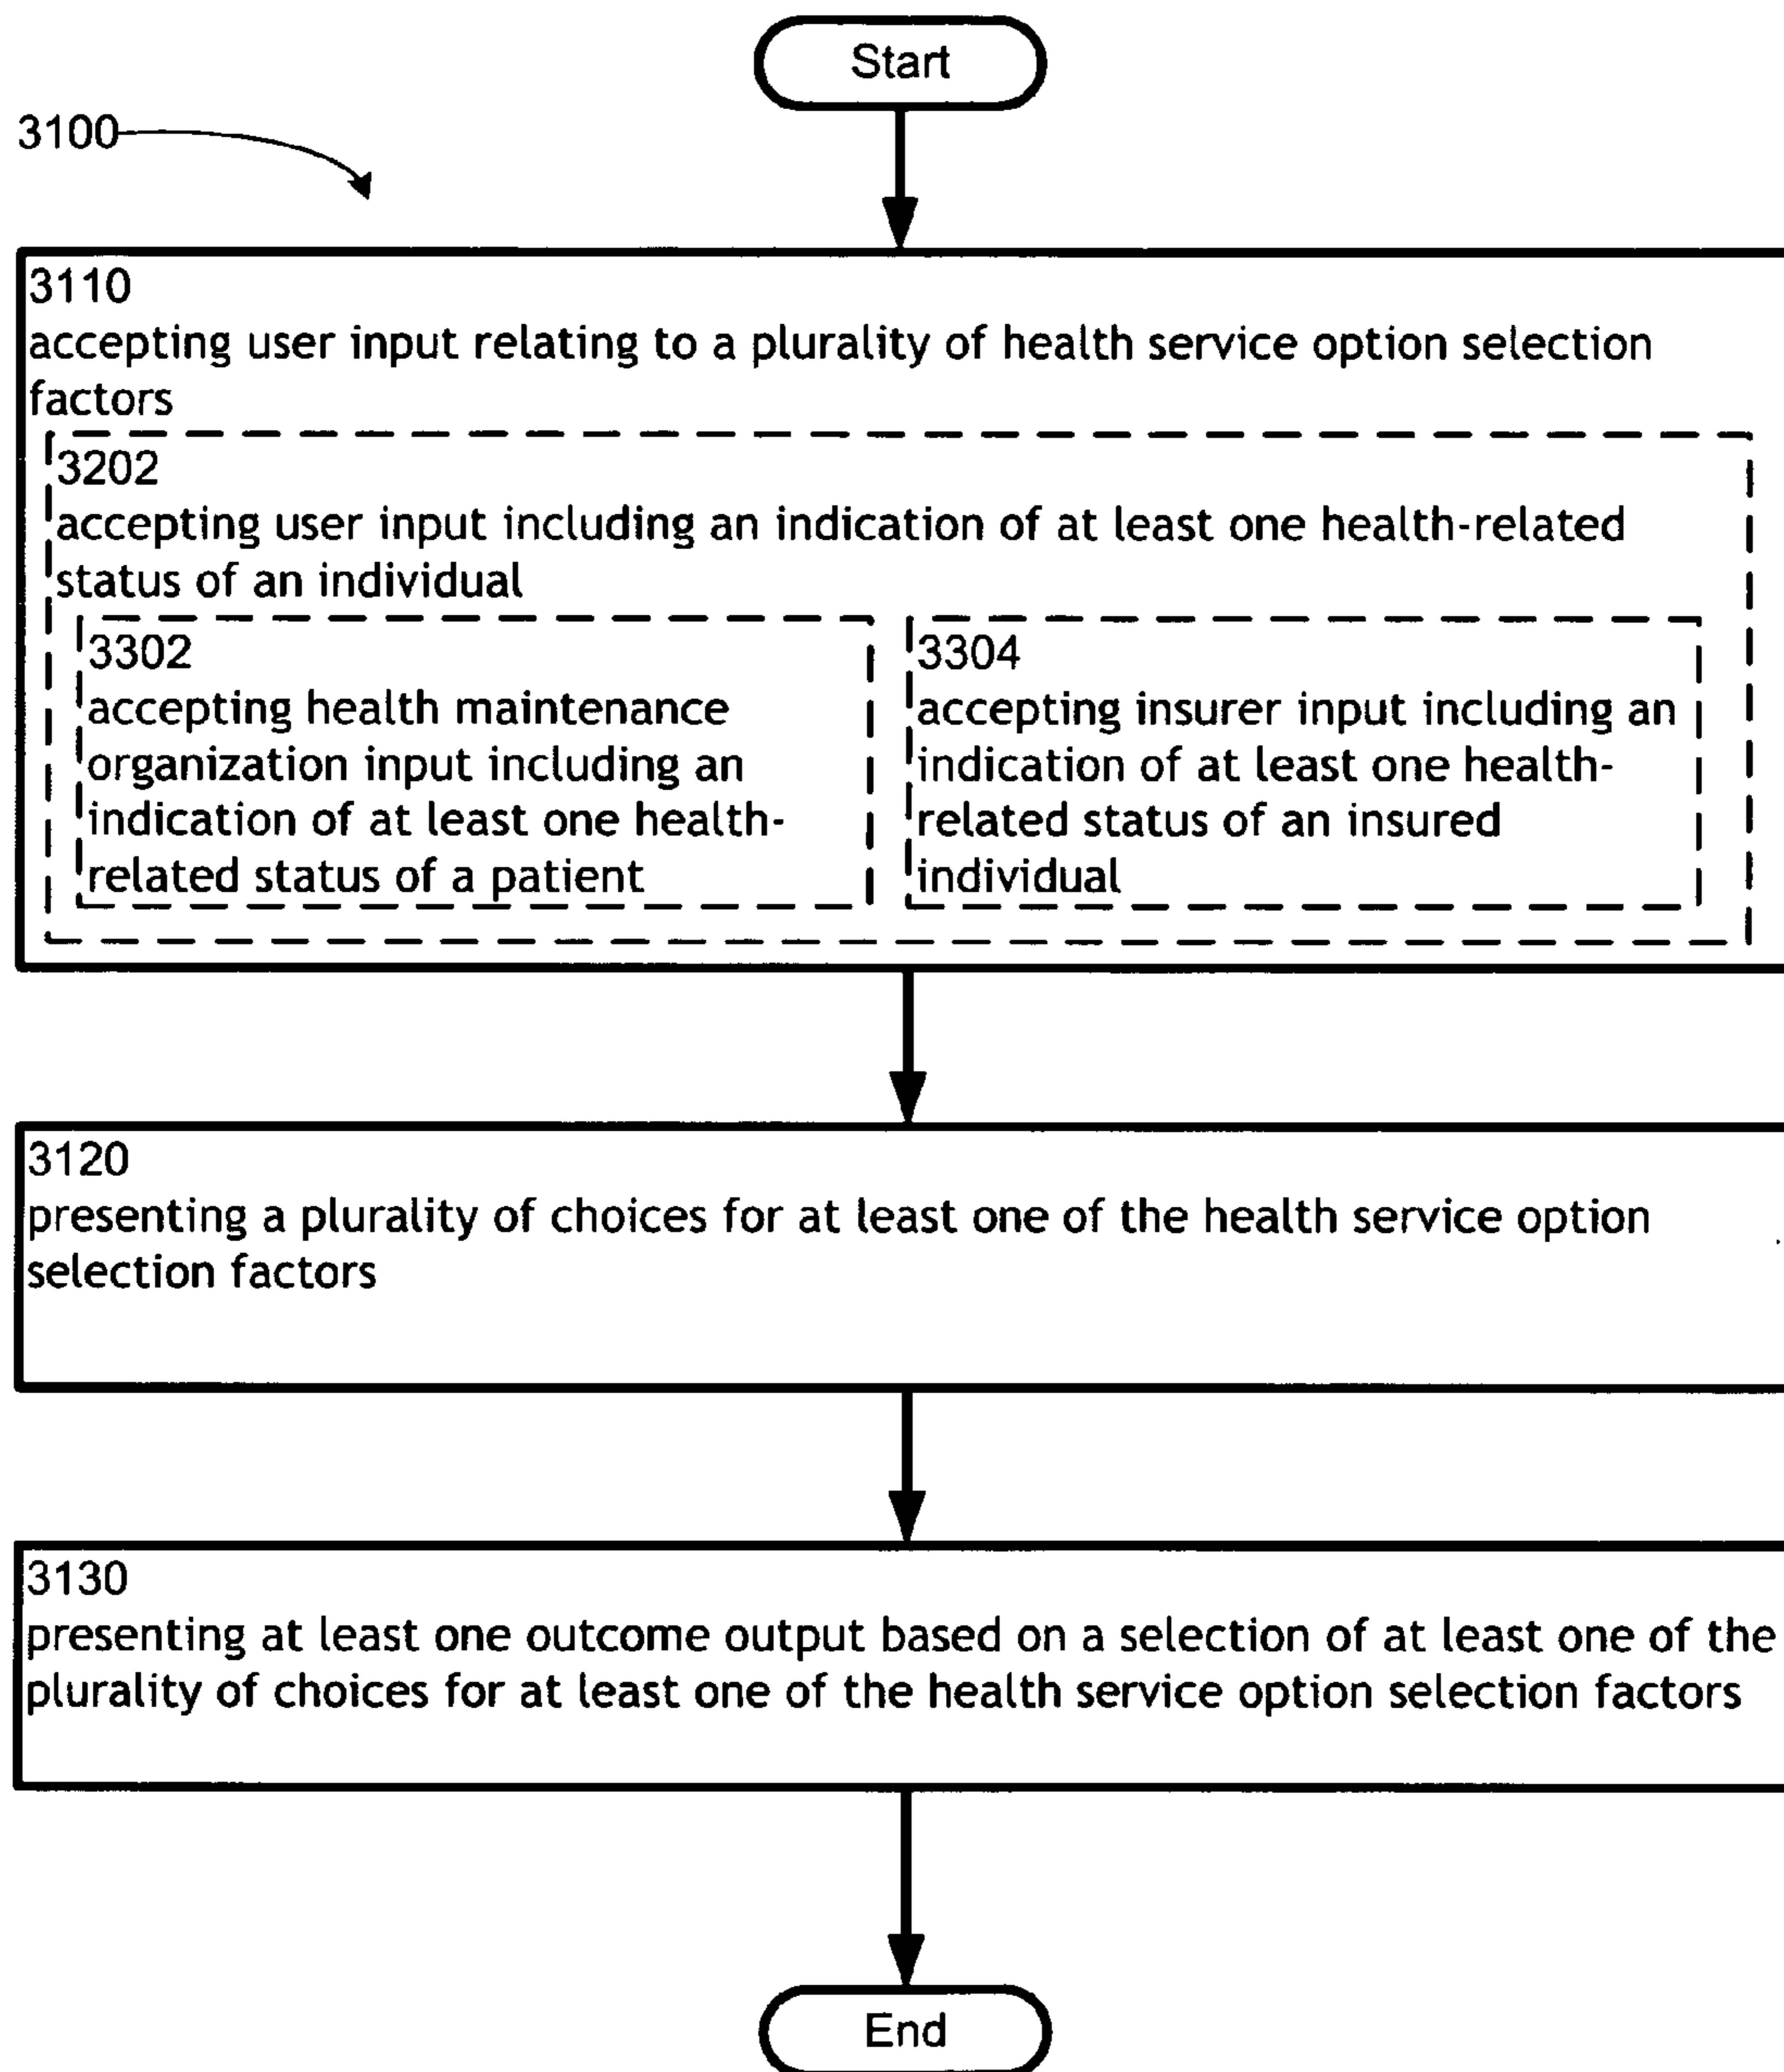 Start
3100
3110
accepting user input relating to a plurality of health service option selection
factors
3202
accepting user input including an indication of at least one health-related
status of an individual
3302
accepting health maintenance
organization input including an
indication of at least one health-
related status of a patient
3304
accepting insurer input including an
indication of at least one health-
related status of an insured
individual
3120
presenting a plurality of choices for at least one of the health service option
selection factors
3130
presenting at least one outcome output based on a selection of at least one of the
plurality of choices for at least one of the health service option selection factors
End